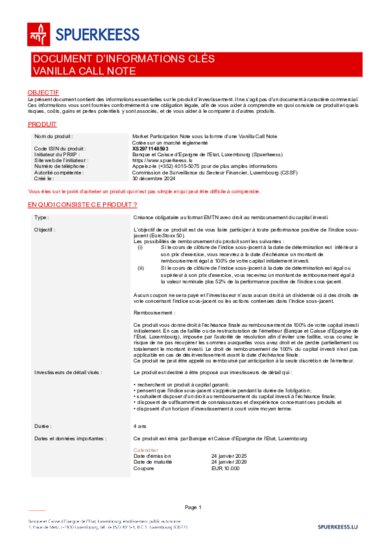 SPUERKEESS
DOCUMENT D'INFORMATIONS CLÉS
VANILLA CALL NOTE
OBJECTIF
Le présent document contient des informations essentielles sur le produit d'investissement. Il ne s'agit pas d'un document à caractère commercial.
Ces informations vous sont fournies conformément à une obligation légale, afin de vous aider à comprendre en quoi consiste ce produit et quels
risques, coûts, gains et pertes potentiels y sont associés, et de vous aider à le comparer à d'autres produits.
PRODUIT
Nom du produit : Market Participation Note sous la forme d'une Vanilla Call Note
Cotée sur un marché réglementé
Code ISIN du produit :
Initiateur du PRIIP : Banque et Caisse d'Epargne de l'Etat, Luxembourg (Spuerkeess)
Site web de l'initiateur : https://www.spuerkeess.lu
Numéro de téléphone : Appelez-le (+352) 4015-5075 pour de plus amples informations
Autorité compétente : Commission de Surveillance du Secteur Financier, Luxembourg (CSSF)
Créé le : 30 décembre 2024
Vous êtes sur le point d'acheter un produit qui n'est pas simple et qui peut être difficile à comprendre.
EN QUOI CONSISTE CE PRODUIT ?
Type : Créance obligataire au format EMTN avec droit au remboursement du capital investi.
Objectif : L'objectif de ce produit est de vous faire participer à toute performance positive de l'indice sous-
jacent (EuroStoxx 50).
Les possibilités de remboursement du produit sont les suivantes :
(i) Si le cours de clôture de l'indice sous-jacent à la date de détermination est inférieur à
son prix d'exercice, vous recevrez à la date d'échéance un montant de
remboursement égal à 100% de votre capital initialement investi.
(ii) Si le cours de clôture de l'indice sous-jacent à la date de détermination est égal ou
supérieur à son prix d'exercice, vous recevrez un montant de remboursement égal à
la valeur nominale plus 52% de la performance positive de l'indice sous-jacent.
Aucun coupon ne sera payé et l'investisseur n'aura aucun droit à un dividende ou à des droits de
vote concernant l'indice sous-jacent ou les actions contenues dans l'indice sous-jacent.
Remboursement :
Ce produit vous donne droit à l'échéance finale au remboursement de 100% de votre capital investi
initialement. En cas de faillite ou de restructuration de l'émetteur (Banque et Caisse d'Epargne de
l'Etat, Luxembourg), imposée par l'autorité de résolution afin d'éviter une faillite, vous courez le
risque de ne pas récupérer les sommes auxquelles vous avez droit et de perdre partiellement ou
totalement le montant investi. Le droit de remboursement de 100% du capital investi n'est pas
applicable en cas de désinvestissement avant la date d'échéance finale.
Ce produit ne peut être appelé ou remboursé par anticipation à la seule discrétion de l'émetteur.
Investisseurs de détail visés : Le produit est destiné à être proposé aux investisseurs de détail qui :
• recherchent un produit à capital garanti;
• pensent que l'indice sous-jacent s'apprécie pendant la durée de l'obligation;
• souhaitent disposer d'un droit au remboursement du capital investi à l'échéance finale;
• disposent de suffisamment de connaissances et d'expérience concernant ces produits et
• disposent d'un horizon d'investissement à court voire moyen terme.
Durée : 4 ans
Dates et données importantes : Ce produit est émis par Banque et Caisse d'Epargne de l'Etat, Luxembourg
Calendrier
Date d'émission 24 janvier 2025
Date de maturité 24 janvier 2029
Coupure EUR 10.000
Page 1
Banque et Caisse d'Epargne de l'Etat, Luxembourg, établissement public autonome
SPUERKEESS.LU